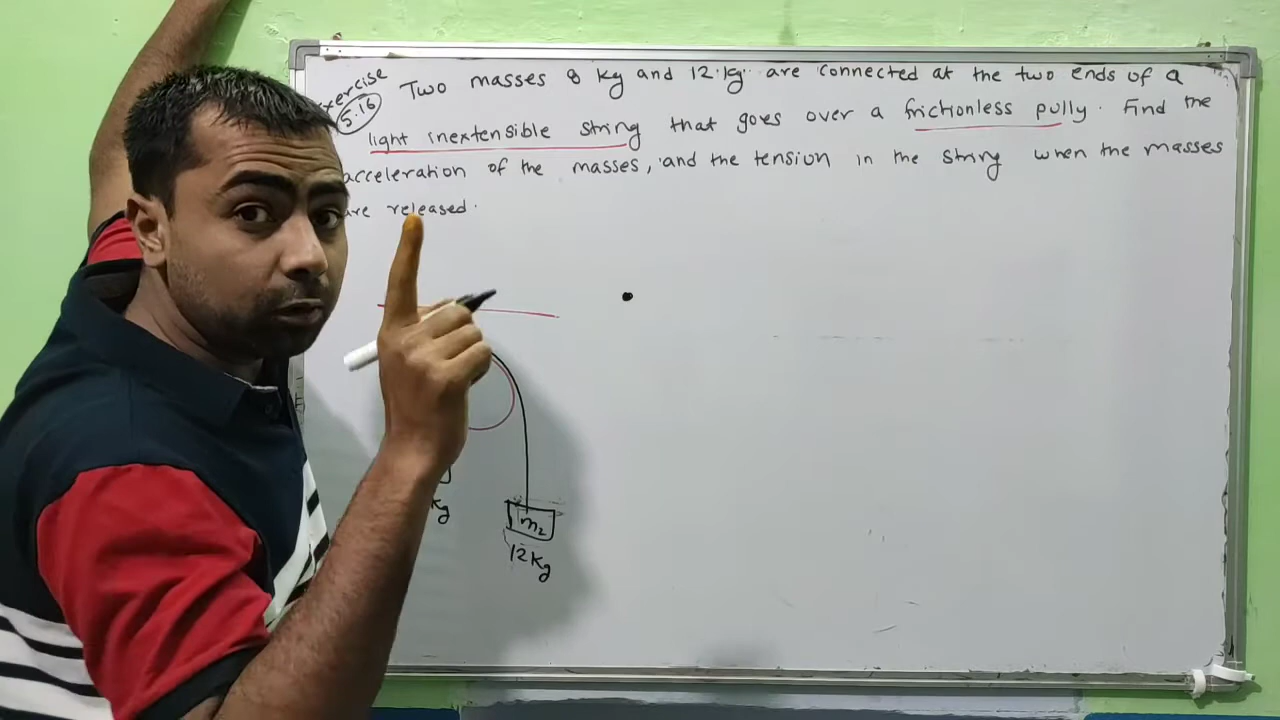 exercise
5.16
Two masses 8 kg and 12 kg are connected at the two ends of a
light inextensible string that goes over a frictionless pully. Find the
acceleration of the masses, and the tension in the string when the masses
are released.
kg
m2
12 kg